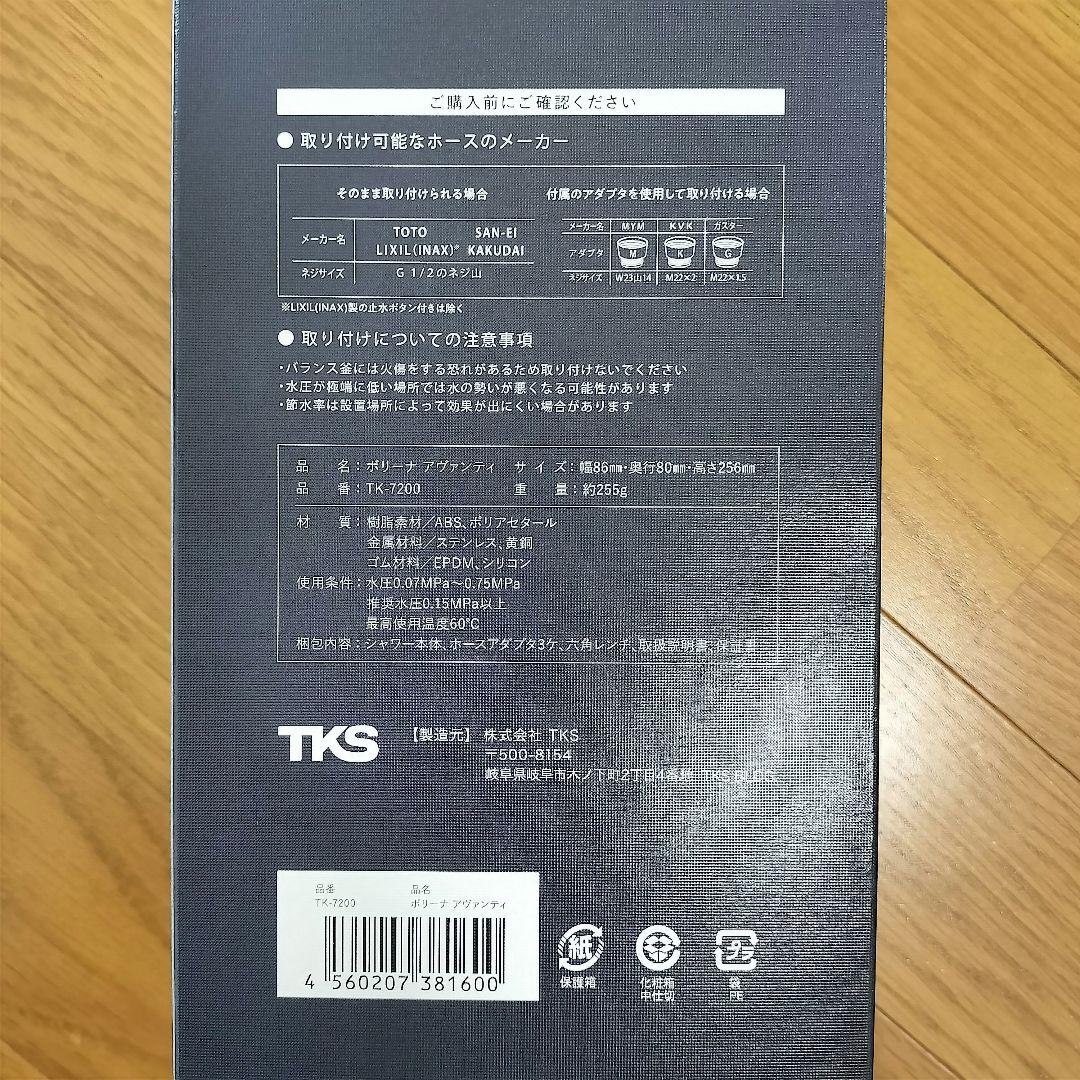 ご購入前にご確認ください
● 取り付け可能なホースのメーカー
そのまま取り付けられる場合
メーカー名 TOTO SAN-EI
LIXIL(INAX)※ KAKUDAI
ネジサイズ G 1/2のネジ山
付属のアダプタを使用して取り付ける場合
メーカー名 MYM KVK ガスター
アダプタ M K G
ネジサイズ W23山14 M22×2 M22×1.5
※LIXIL(INAX)製の止水ボタン付きは除く
● 取り付けについての注意事項
・バランス釜には火傷をする恐れがあるため取り付けないでください
・水圧が極端に低い場所では水の勢いが悪くなる可能性があります
・節水率は設置場所によって効果が出にくい場合があります
品 名：ボリーナ アヴァンティ サイズ：幅86㎜・奥行80㎜・高さ256㎜
品 番：TK-7200 重 量：約255g
材 質：樹脂素材／ABS、ポリアセタール
金属材料／ステンレス、黄銅
ゴム材料／EPDM、シリコン
使用条件：水圧0.07MPa〜0.75MPa
推奨水圧0.15MPa以上
最高使用温度60℃
梱包内容：シャワー本体、ホースアダプタ3ケ、六角レンチ、取扱説明書、保証書
TKS 【製造元】 株式会社 TKS
〒500-8154
岐阜県岐阜市木ノ下町2丁目4番地 TKS BLDG
品番 品名
TK-7200 ボリーナ アヴァンティ
4 560207 381600
紙
保護箱
化粧箱
中仕切
プラ
袋
PE